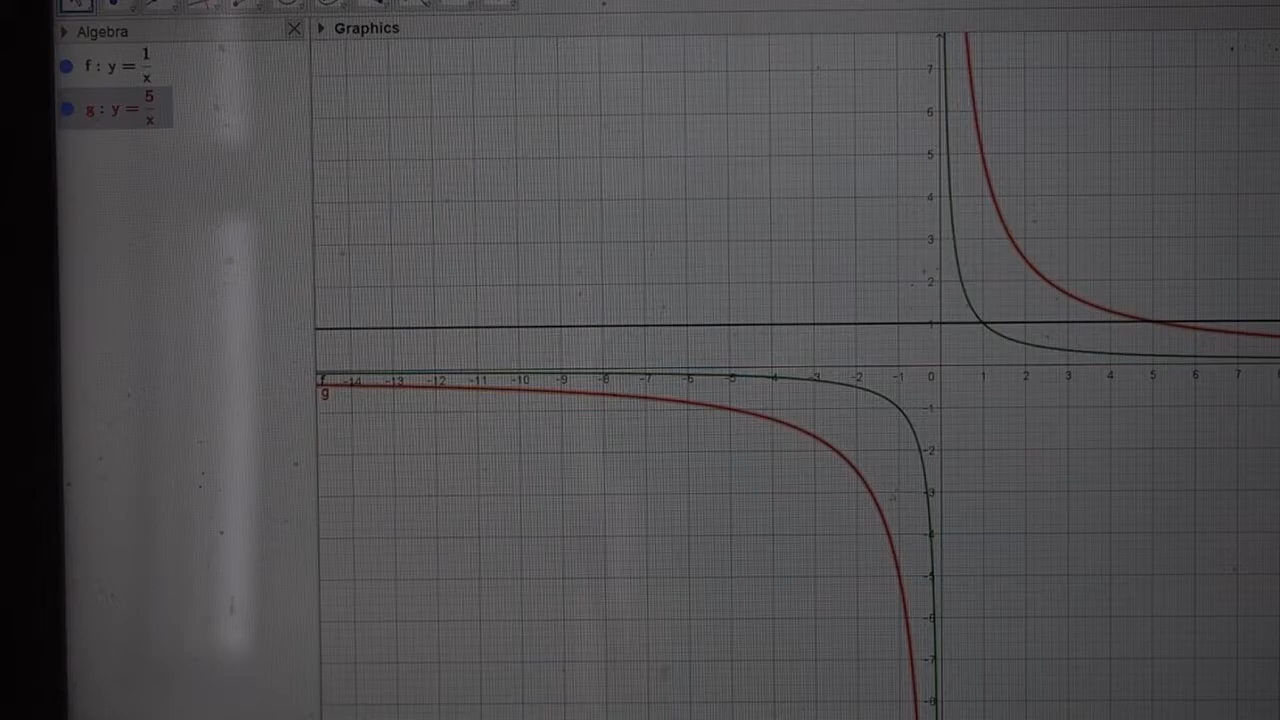 Algebra
Graphics
f : y = 1/x
g : y = 5/x
7
6
5
4
3
2
1
f -14 -13 -12 -11 -10 -9 -8 -7 -6 -5 -4 -3 -2 -1 0 1 2 3 4 5 6 7
g
-1
-2
-3
-4
-5
-6
-7
-8